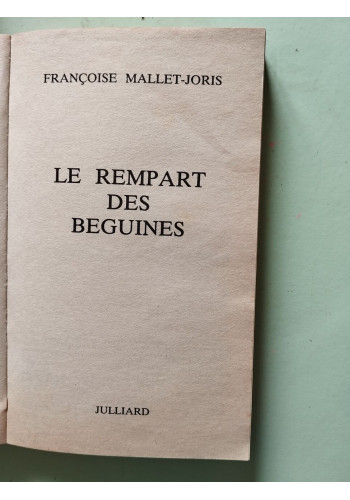 FRANÇOISE MALLET-JORIS
LE REMPART
DES
BEGUINES
JULLIARD